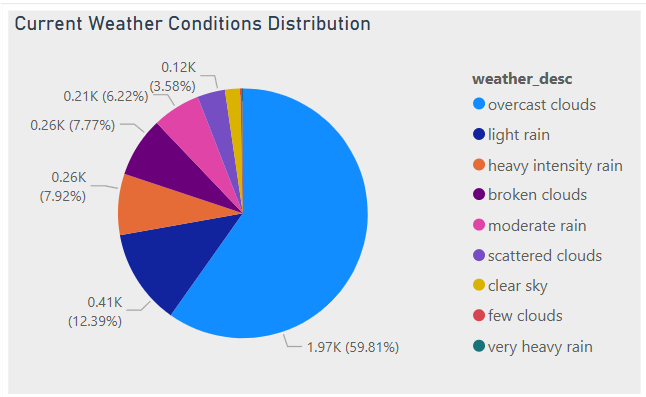 Current Weather Conditions Distribution
0.12K
(3.58%)
0.21K (6.22%)
0.26K (7.77%)
0.26K
(7.92%)
0.41K
(12.39%)
1.97K (59.81%)
weather_desc
overcast clouds
light rain
heavy intensity rain
broken clouds
moderate rain
scattered clouds
clear sky
few clouds
very heavy rain